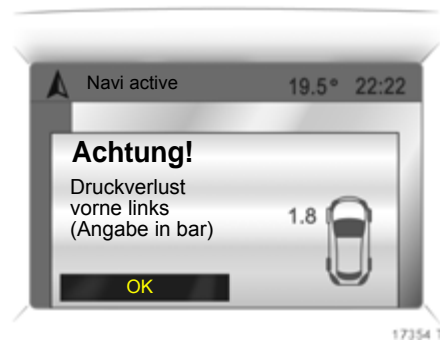 Navi active 19.5° 22:22
Achtung!
Druckverlust
vorne links
(Angabe in bar)
1.8
OK
17354 T